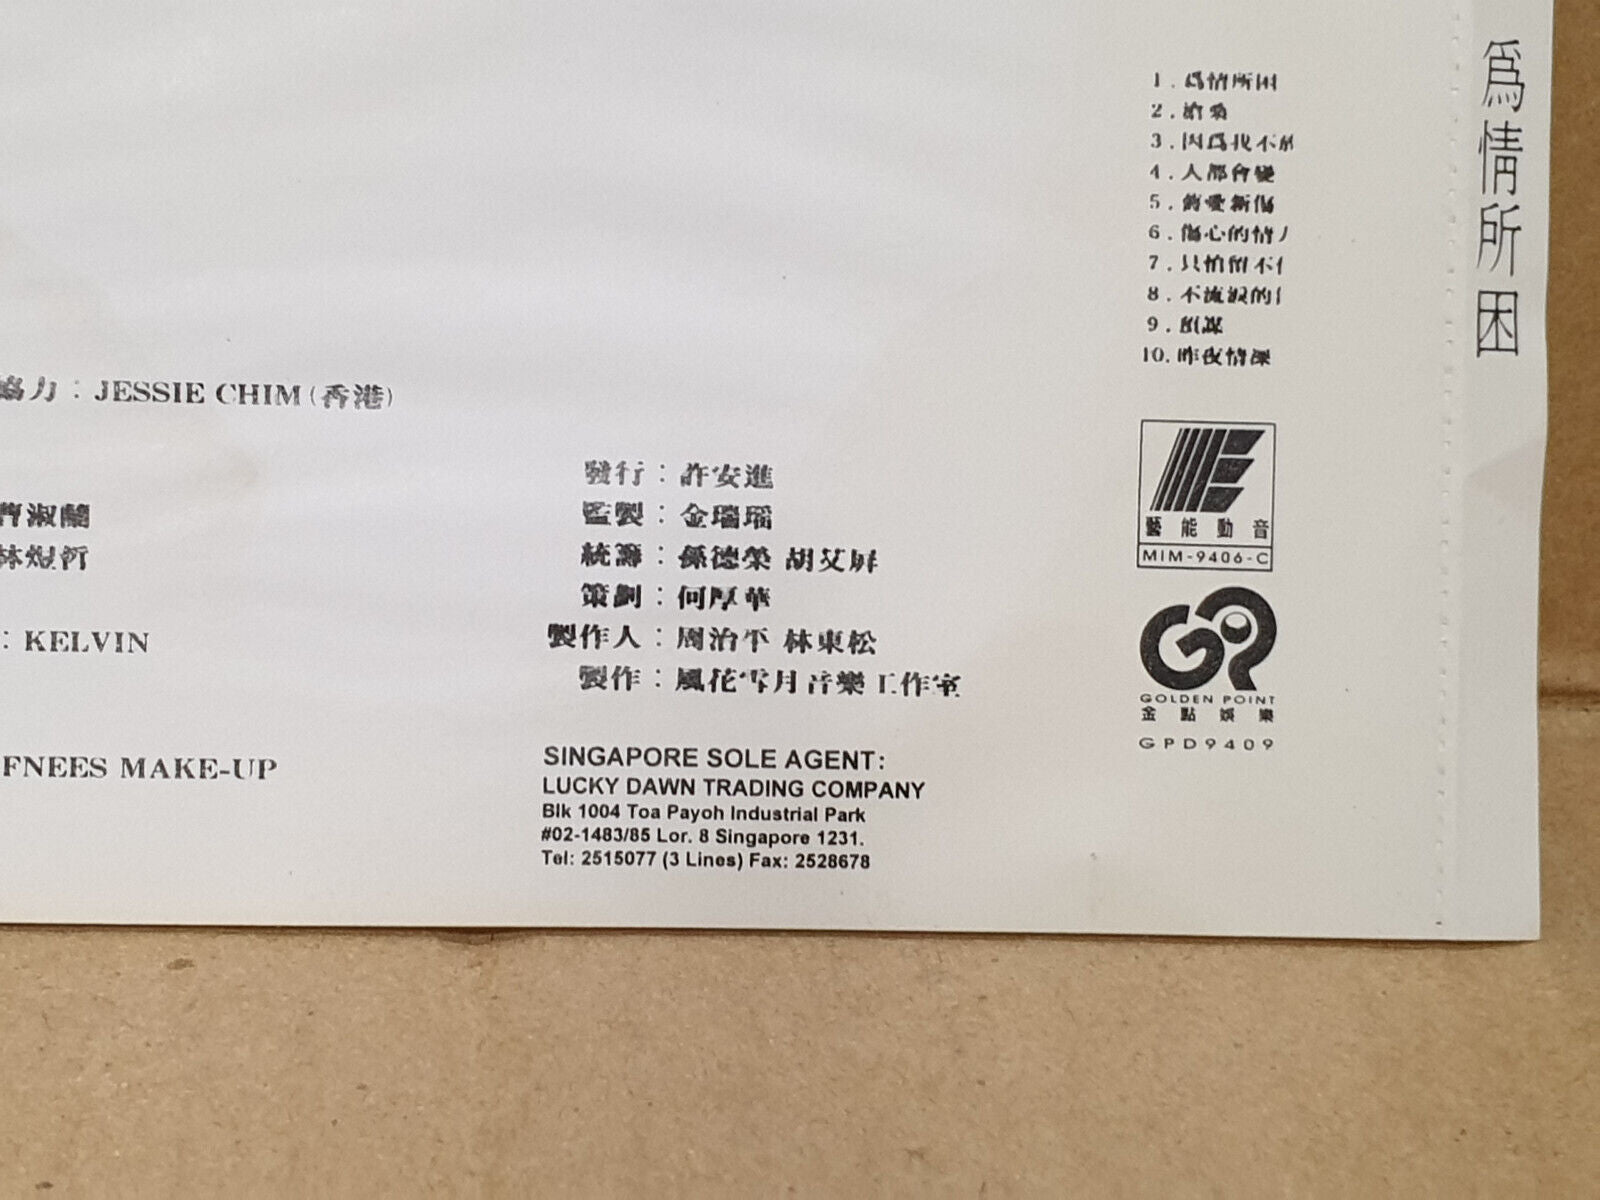 協力：JESSIE CHIM（香港）
曹淑蘭
林煜哲
：KELVIN
FNEES MAKE-UP
發行：許安進
監製：金瑞瑶
統籌：孫德榮 胡艾屏
策劃：何厚華
製作人：周治平 林東松
製作：風花雪月音樂工作室
SINGAPORE SOLE AGENT:
LUCKY DAWN TRADING COMPANY
Blk 1004 Toa Payoh Industrial Park
#02-1483/85 Lor. 8 Singapore 1231.
Tel: 2515077 (3 Lines) Fax: 2528678
1. 爲情所困
2.
3. 因爲我不
4. 人都會變
5. 舊愛新傷
6. 傷心的情人
7. 只怕留不住
8. 不流淚的
9. 預謀
10. 昨夜情深
藝能動音
MIM-9406-C
GOLDEN POINT
金點娛樂
GPD9409
爲情所困